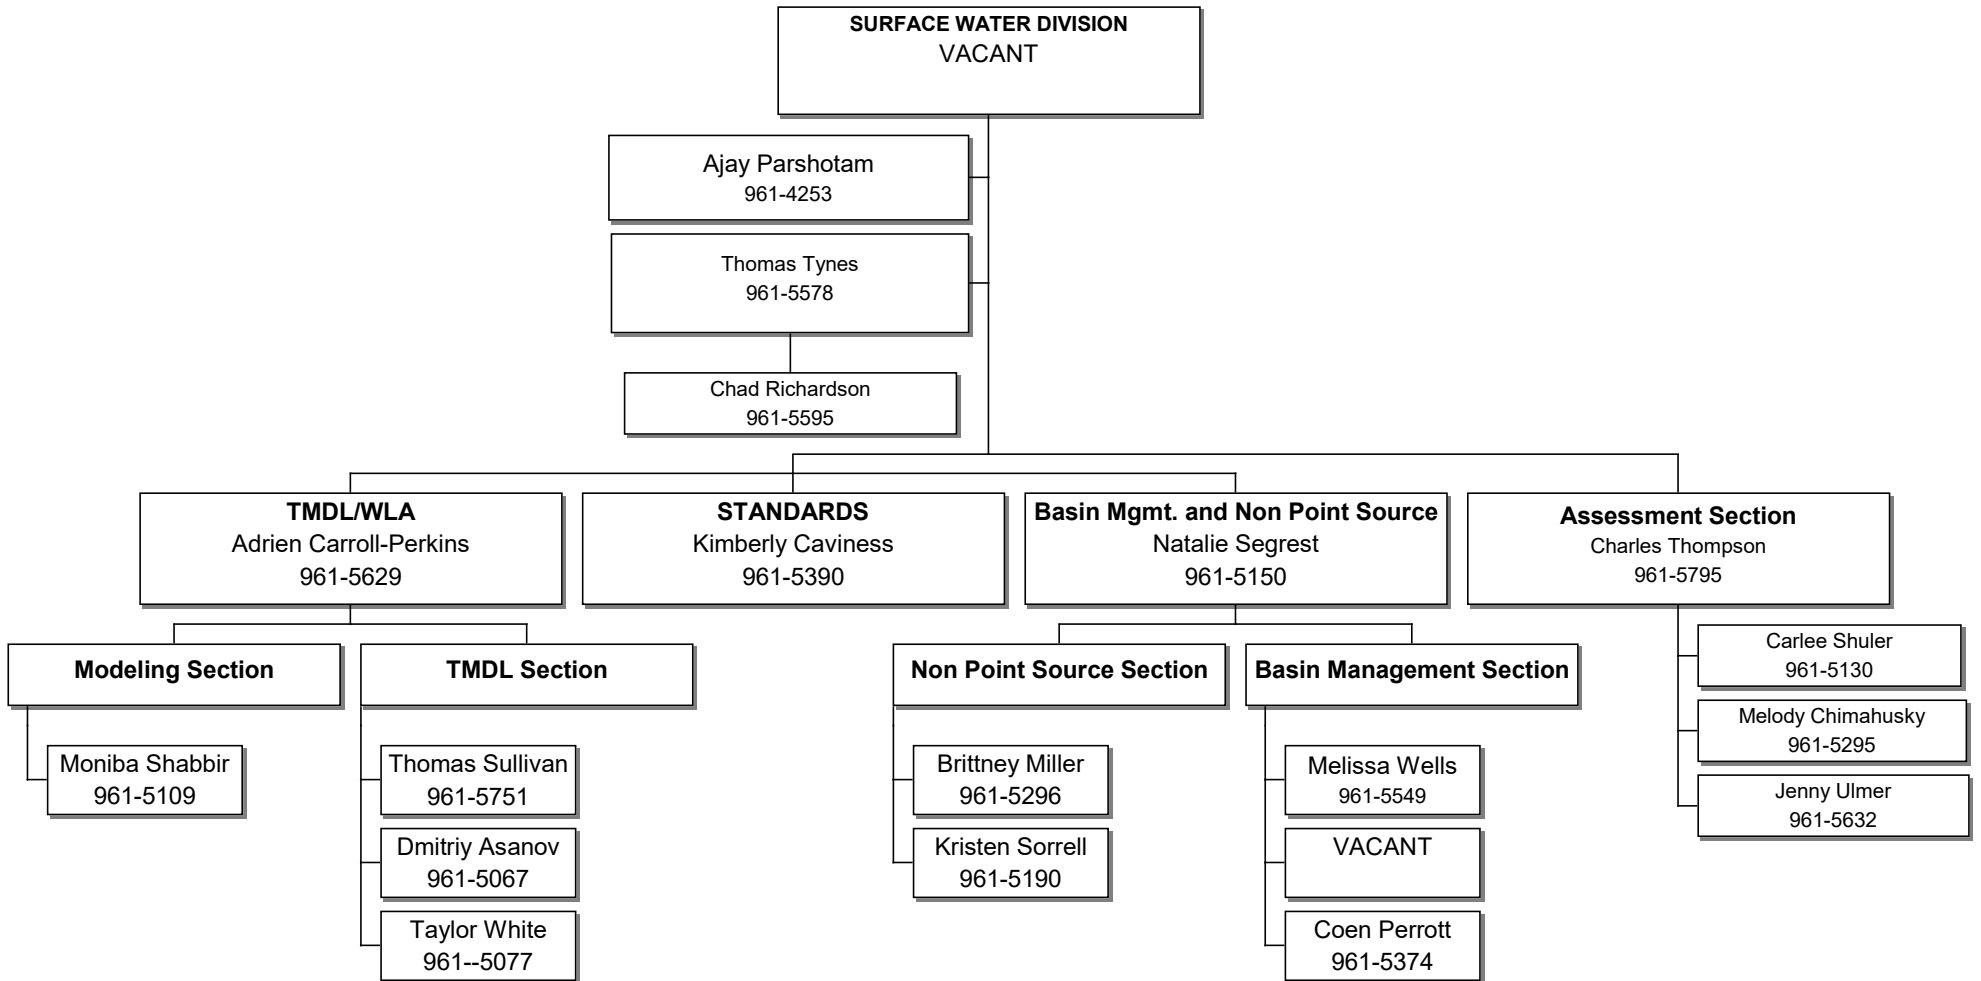 SURFACE WATER DIVISION
VACANT
Ajay Parshotam
961-4253
Thomas Tynes
961-5578
Chad Richardson
961-5595
TMDL/WLA
Adrien Carroll-Perkins
961-5629
STANDARDS
Kimberly Caviness
961-5390
Basin Mgmt. and Non Point Source
Natalie Segrest
961-5150
Assessment Section
Charles Thompson
961-5795
Modeling Section
Moniba Shabbir
961-5109
TMDL Section
Thomas Sullivan
961-5751
Dmitriy Asanov
961-5067
Taylor White
961--5077
Non Point Source Section
Brittney Miller
961-5296
Kristen Sorrell
961-5190
Basin Management Section
Melissa Wells
961-5549
VACANT
Coen Perrott
961-5374
Carlee Shuler
961-5130
Melody Chimahusky
961-5295
Jenny Ulmer
961-5632